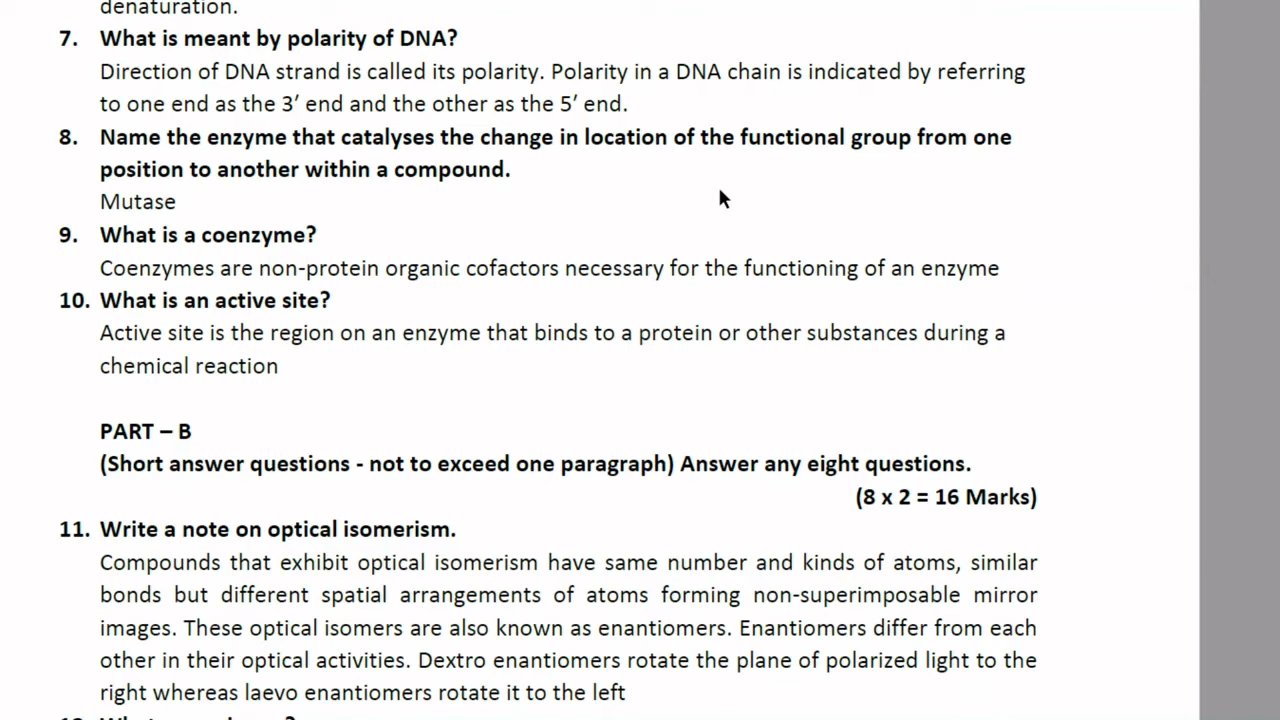 denaturation.
7. What is meant by polarity of DNA?
Direction of DNA strand is called its polarity. Polarity in a DNA chain is indicated by referring
to one end as the 3′ end and the other as the 5′ end.
8. Name the enzyme that catalyses the change in location of the functional group from one
position to another within a compound.
Mutase
9. What is a coenzyme?
Coenzymes are non-protein organic cofactors necessary for the functioning of an enzyme
10. What is an active site?
Active site is the region on an enzyme that binds to a protein or other substances during a
chemical reaction
PART – B
(Short answer questions - not to exceed one paragraph) Answer any eight questions.
(8 x 2 = 16 Marks)
11. Write a note on optical isomerism.
Compounds that exhibit optical isomerism have same number and kinds of atoms, similar
bonds but different spatial arrangements of atoms forming non-superimposable mirror
images. These optical isomers are also known as enantiomers. Enantiomers differ from each
other in their optical activities. Dextro enantiomers rotate the plane of polarized light to the
right whereas laevo enantiomers rotate it to the left